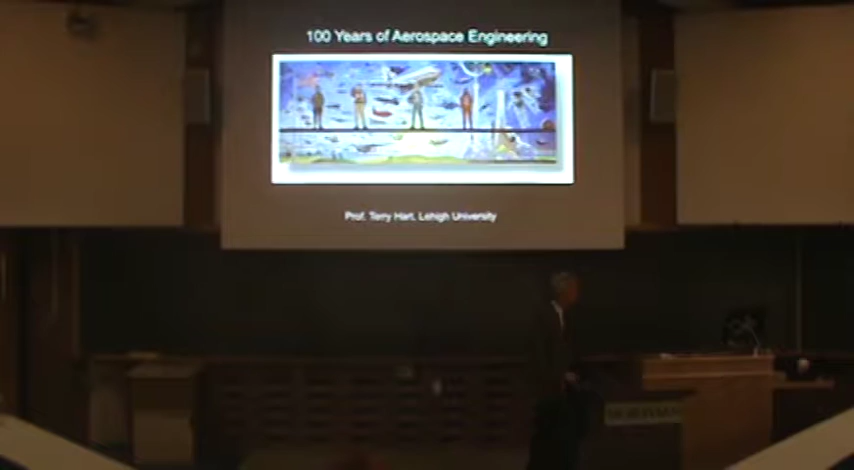 100 Years of Aerospace Engineering
Prof. Terry Hart, Lehigh University